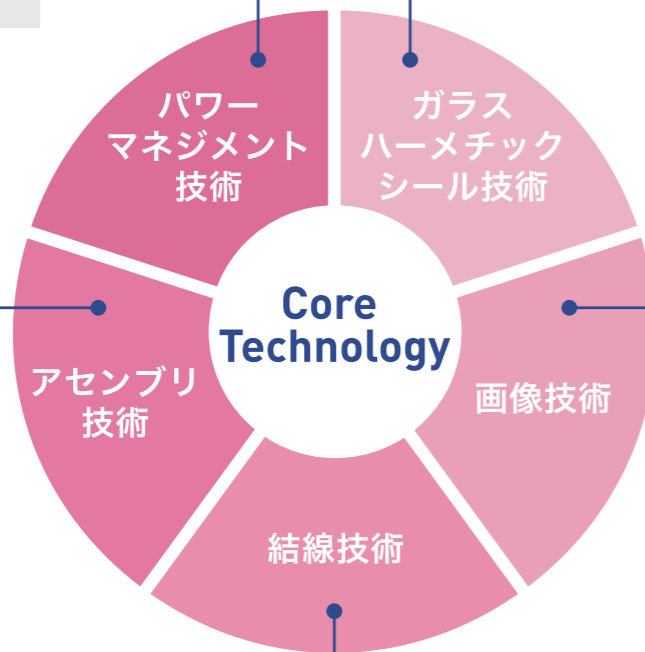 パワー
マネジメント
技術
ガラス
ハーメチック
シール技術
Core
Technology
アセンブリ
技術
画像技術
結線技術